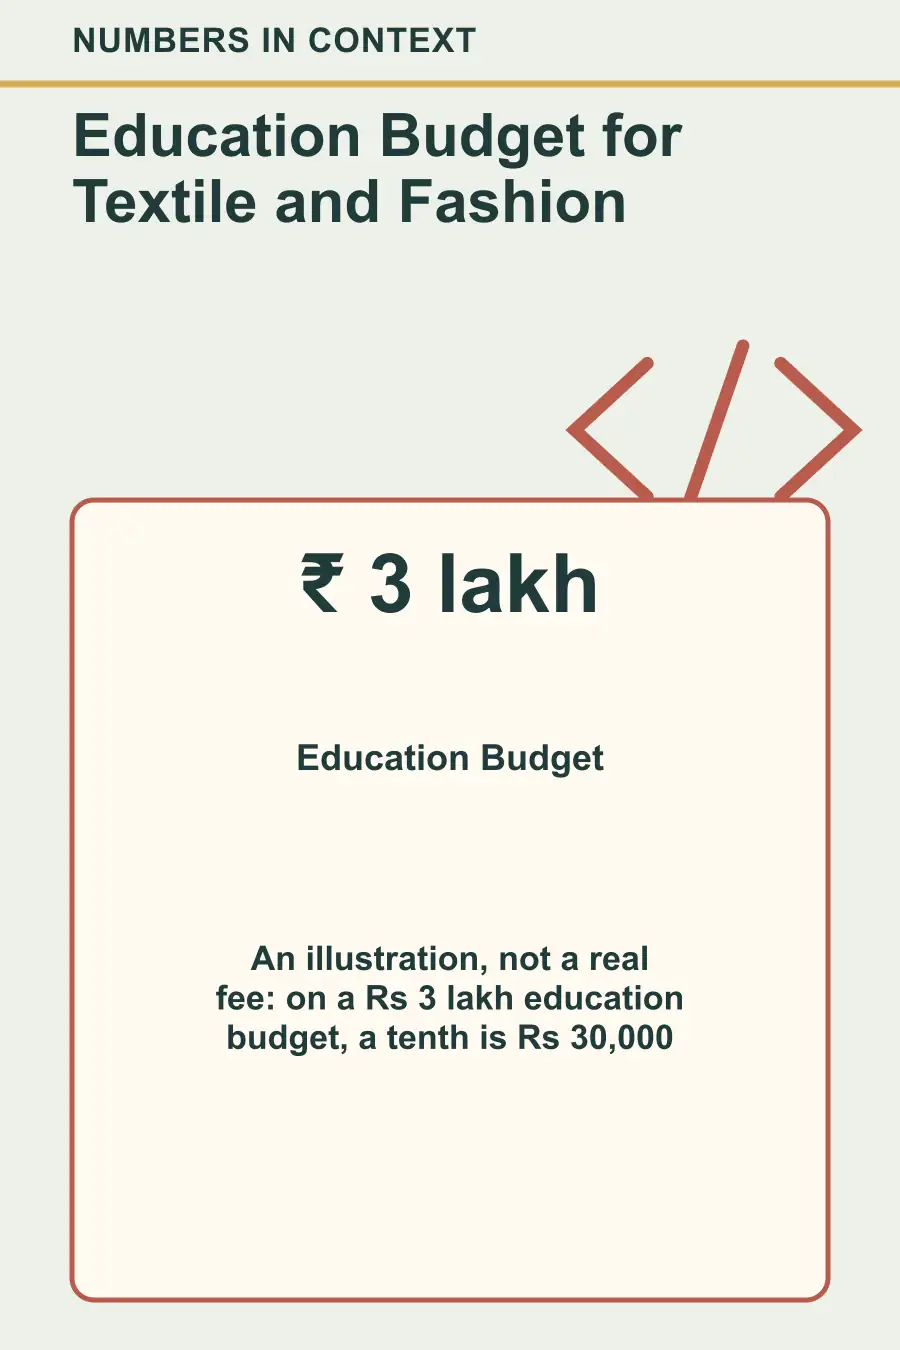 NUMBERS IN CONTEXT
Education Budget for
Textile and Fashion
₹ 3 lakh
Education Budget
An illustration, not a real
fee: on a Rs 3 lakh education
budget, a tenth is Rs 30,000